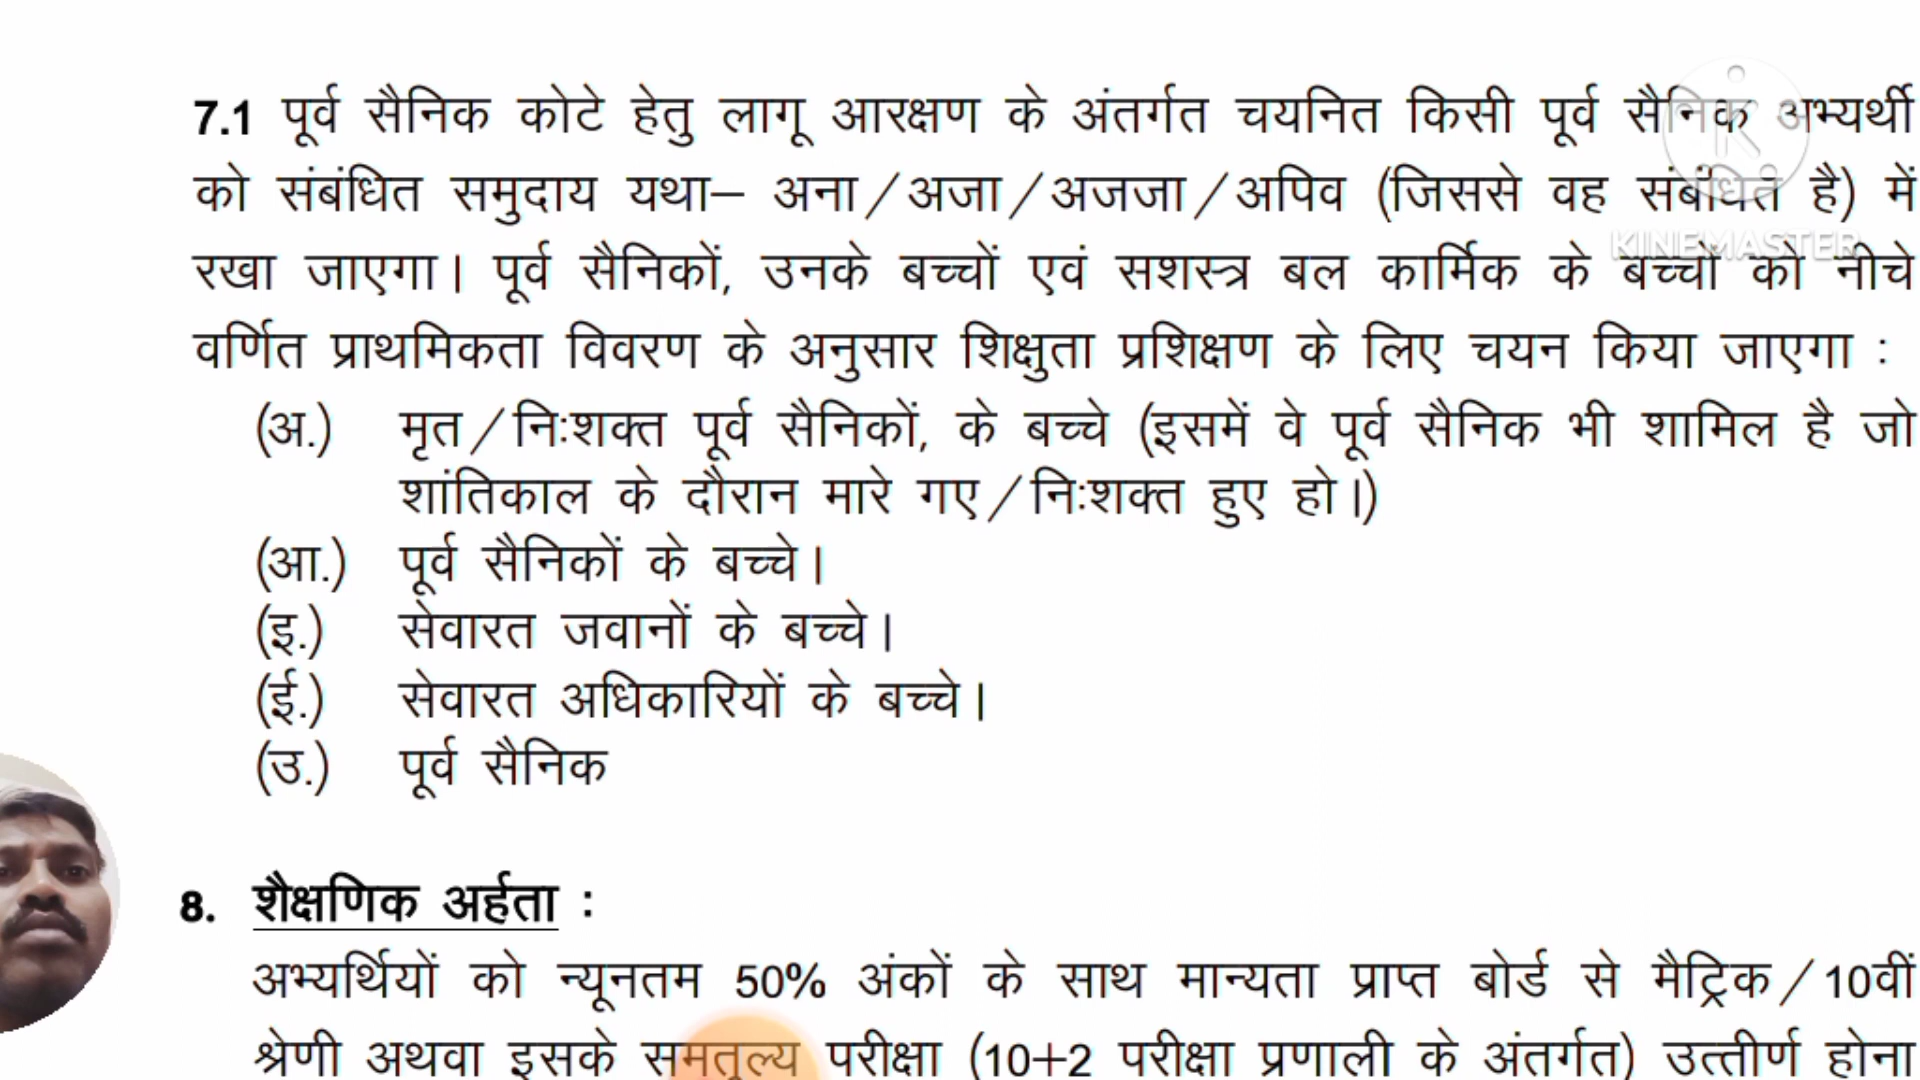 7.1 पूर्व सैनिक कोटे हेतु लागू आरक्षण के अंतर्गत चयनित किसी पूर्व सैनिक अभ्यर्थी
को संबंधित समुदाय यथा– अना/अजा/अजजा/अपिव (जिससे वह संबंधित है) में
रखा जाएगा। पूर्व सैनिकों, उनके बच्चों एवं सशस्त्र बल कार्मिक के बच्चों को नीचे
KINEMASTER
वर्णित प्राथमिकता विवरण के अनुसार शिक्षुता प्रशिक्षण के लिए चयन किया जाएगा :
(अ.) मृत/निःशक्त पूर्व सैनिकों, के बच्चे (इसमें वे पूर्व सैनिक भी शामिल है जो
शांतिकाल के दौरान मारे गए/निःशक्त हुए हो।)
(आ.) पूर्व सैनिकों के बच्चे।
(इ.) सेवारत जवानों के बच्चे।
(ई.) सेवारत अधिकारियों के बच्चे।
(उ.) पूर्व सैनिक
8. शैक्षणिक अर्हता :
अभ्यर्थियों को न्यूनतम 50% अंकों के साथ मान्यता प्राप्त बोर्ड से मैट्रिक/10वीं
श्रेणी अथवा इसके समतुल्य परीक्षा (10+2 परीक्षा प्रणाली के अंतर्गत) उत्तीर्ण होना